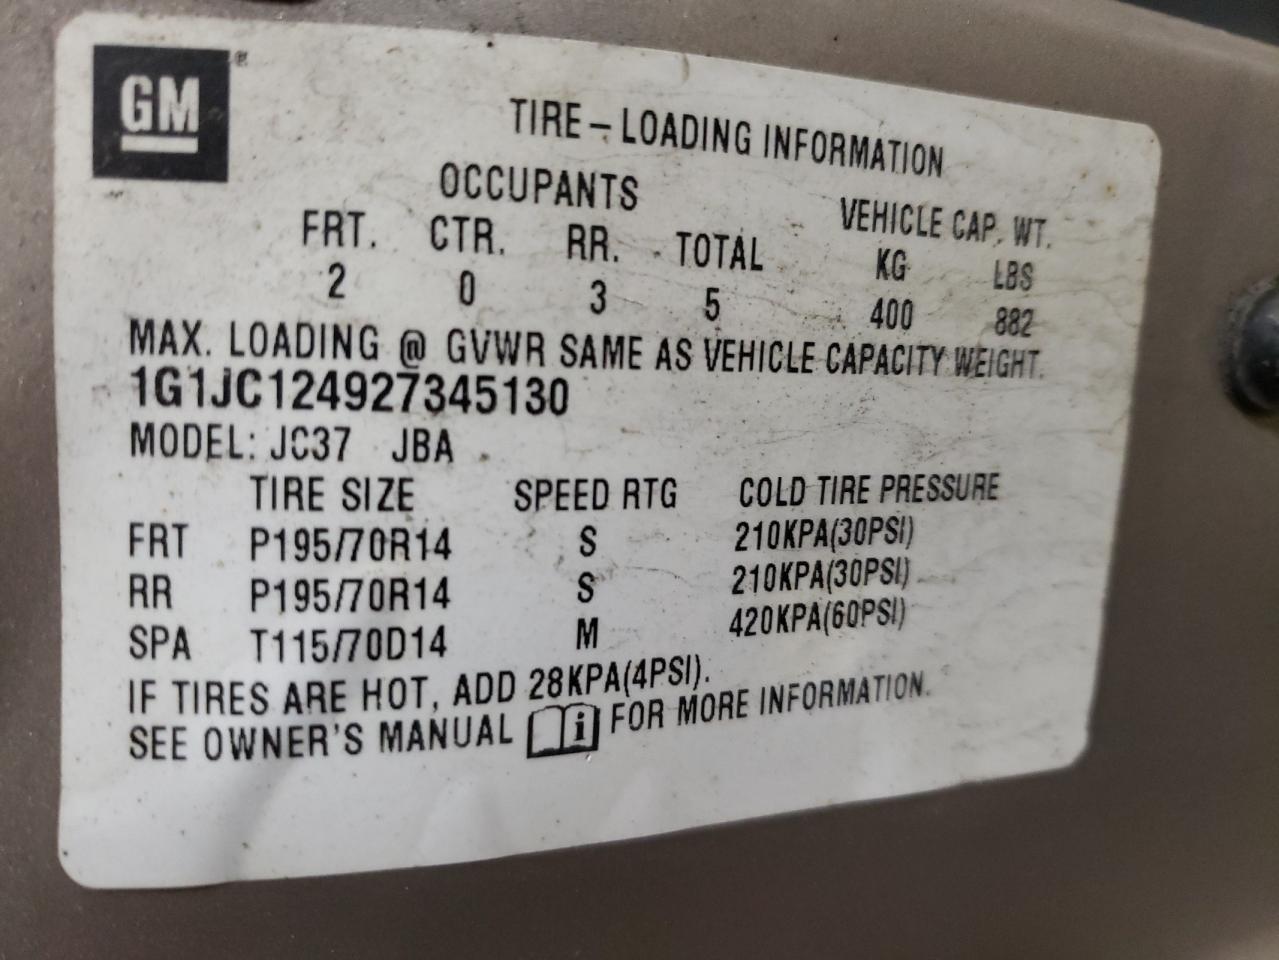 GM ®
TIRE – LOADING INFORMATION
OCCUPANTS VEHICLE CAP. WT.
FRT. CTR. RR. TOTAL KG LBS
2 0 3 5 400 882
MAX. LOADING @ GVWR SAME AS VEHICLE CAPACITY WEIGHT.
1G1JC124927345130
MODEL: JC37 JBA
TIRE SIZE SPEED RTG COLD TIRE PRESSURE
FRT P195/70R14 S 210KPA(30PSI)
RR P195/70R14 S 210KPA(30PSI)
SPA T115/70D14 M 420KPA(60PSI)
IF TIRES ARE HOT, ADD 28KPA(4PSI).
SEE OWNER'S MANUAL i FOR MORE INFORMATION.